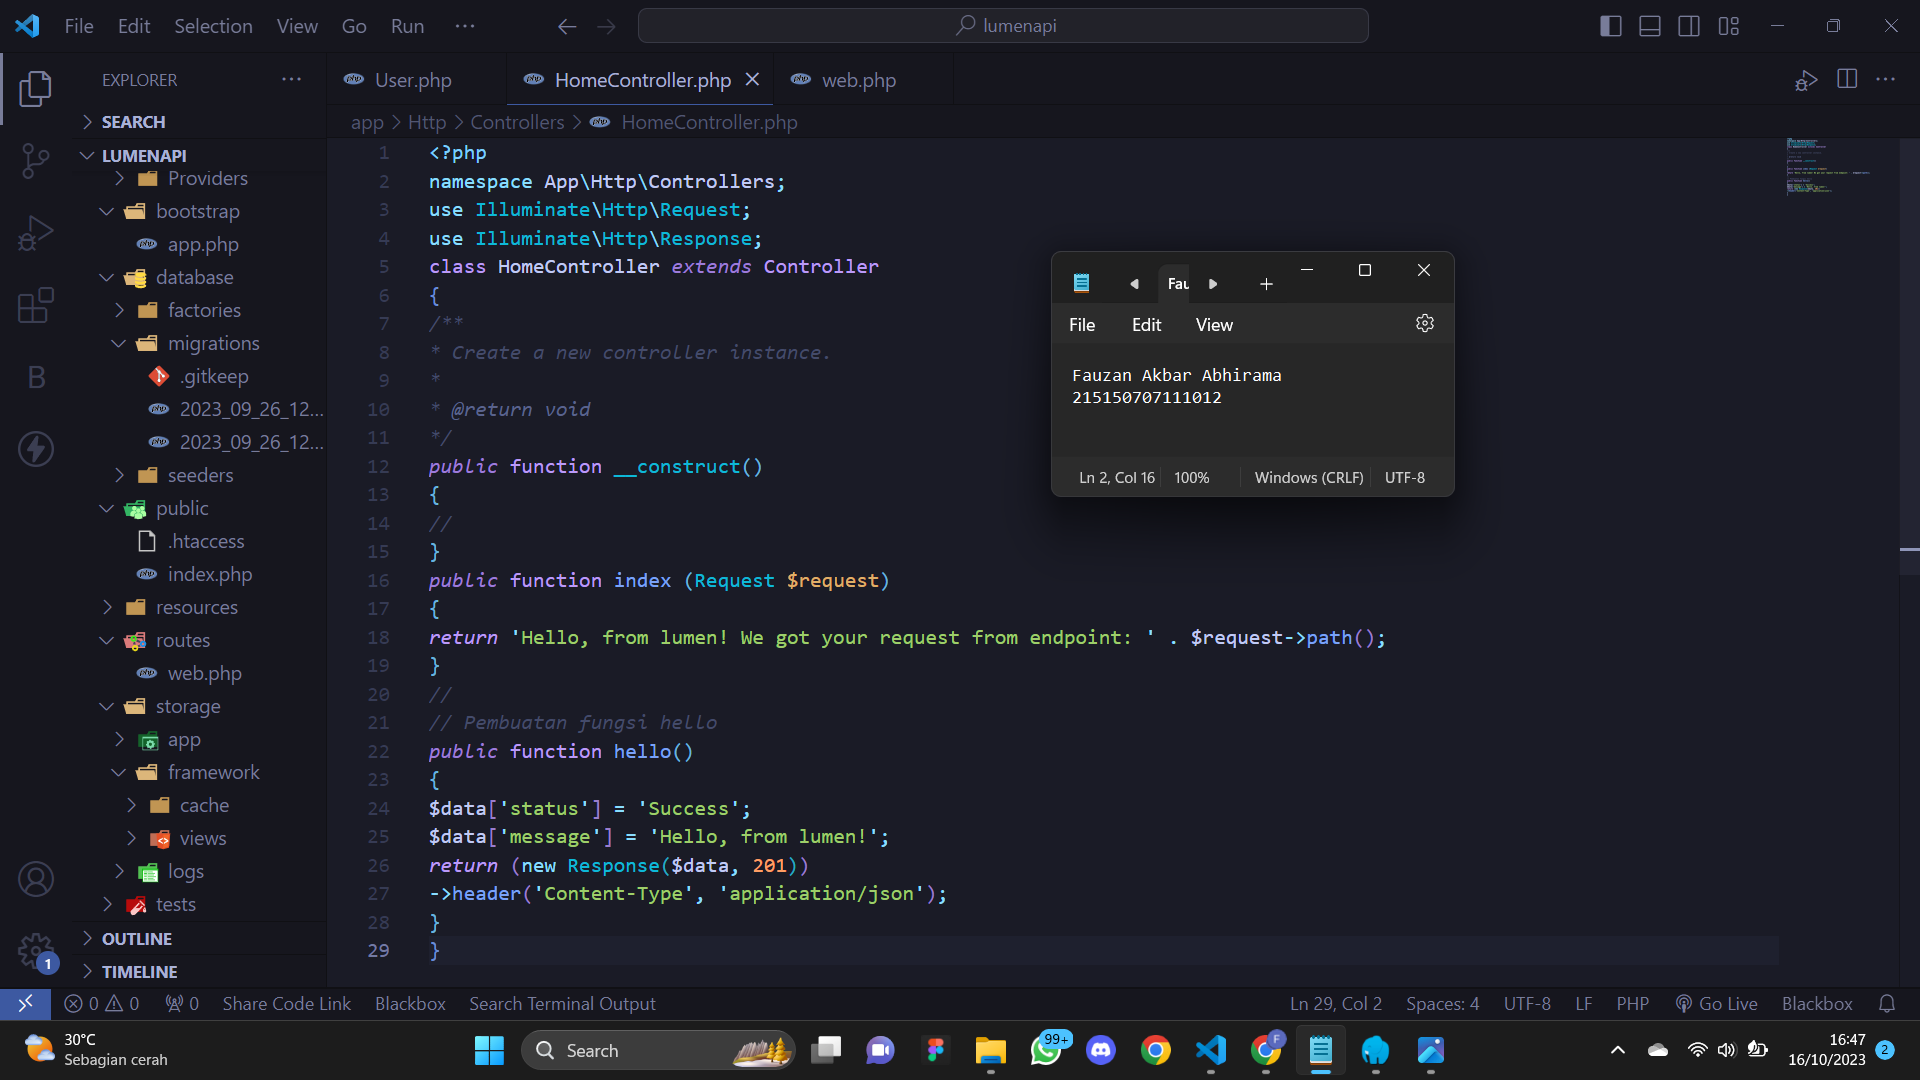 File Edit Selection View Go Run ...
lumenapi
EXPLORER
SEARCH
LUMENAPI
Providers
bootstrap
app.php
database
factories
migrations
.gitkeep
2023_09_26_12...
2023_09_26_12...
seeders
public
.htaccess
index.php
resources
routes
web.php
storage
app
framework
cache
views
logs
tests
OUTLINE
TIMELINE
B
1
User.php HomeController.php web.php
app > Http > Controllers > HomeController.php
1 <?php
2 namespace App\Http\Controllers;
3 use Illuminate\Http\Request;
4 use Illuminate\Http\Response;
5 class HomeController extends Controller
6 {
7 /**
8 * Create a new controller instance.
9 *
10 * @return void
11 */
12 public function __construct()
13 {
14 //
15 }
16 public function index (Request $request)
17 {
18 return 'Hello, from lumen! We got your request from endpoint: ' . $request->path();
19 }
20 //
21 // Pembuatan fungsi hello
22 public function hello()
23 {
24 $data['status'] = 'Success';
25 $data['message'] = 'Hello, from lumen!';
26 return (new Response($data, 201))
27 ->header('Content-Type', 'application/json');
28 }
29 }
Fau
File Edit View
Fauzan Akbar Abhirama
215150707111012
Ln 2, Col 16 100% Windows (CRLF) UTF-8
0 0 0 Share Code Link Blackbox Search Terminal Output Ln 29, Col 2 Spaces: 4 UTF-8 LF PHP Go Live Blackbox
30°C
Sebagian cerah
Search
99+
F
16:47
16/10/2023
2